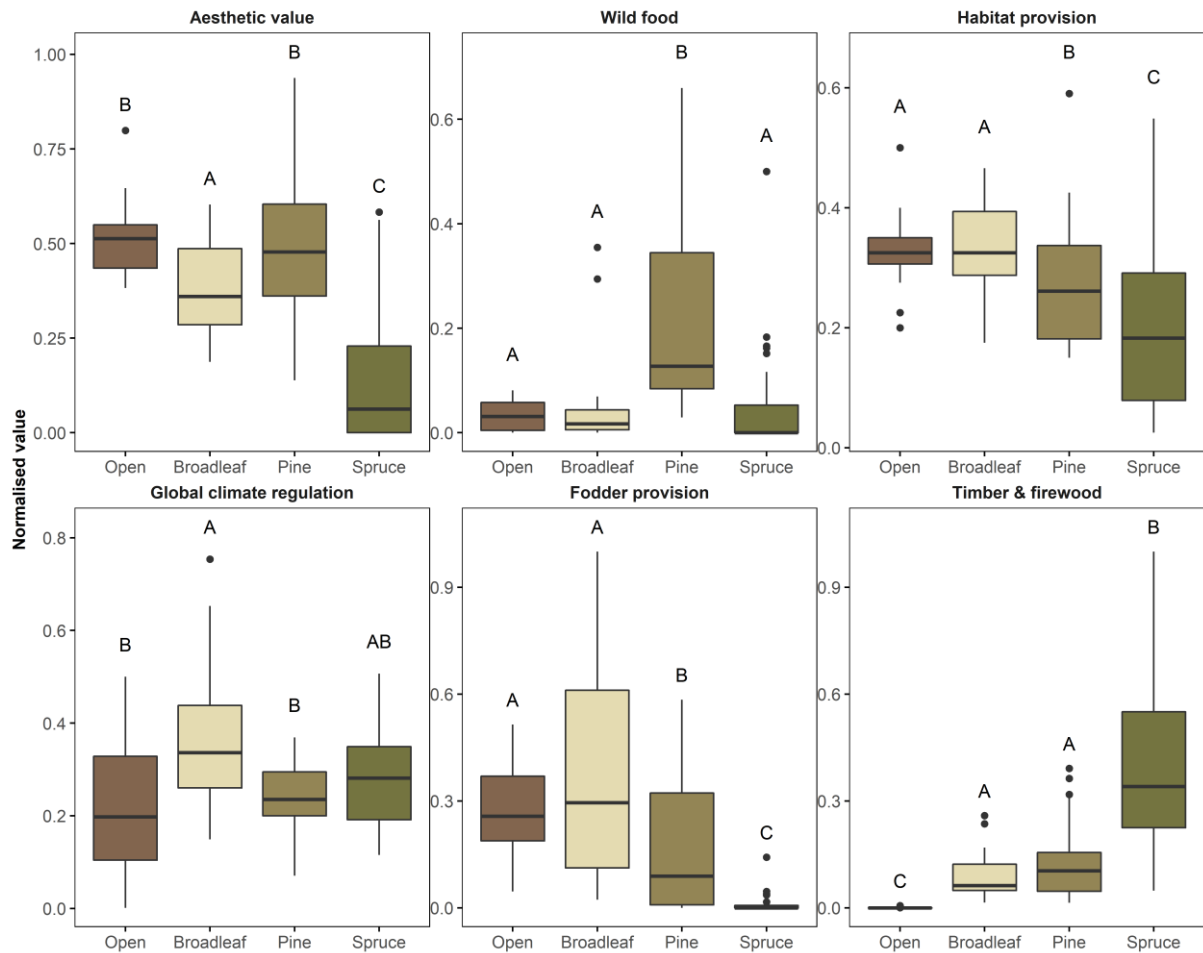 Aesthetic value
Wild food
Habitat provision
1.00
0.75
0.50
0.25
0.00
B
A
B
C
0.6
0.4
0.2
0.0
A
A
B
A
0.6
0.4
0.2
0.0
A
A
B
C
Open Broadleaf Pine Spruce
Open Broadleaf Pine Spruce
Open Broadleaf Pine Spruce
Normalised value
Global climate regulation
Fodder provision
Timber & firewood
0.8
0.6
0.4
0.2
0.0
B
A
B
AB
0.9
0.6
0.3
0.0
A
A
B
C
0.9
0.6
0.3
0.0
C
A
A
B
Open Broadleaf Pine Spruce
Open Broadleaf Pine Spruce
Open Broadleaf Pine Spruce